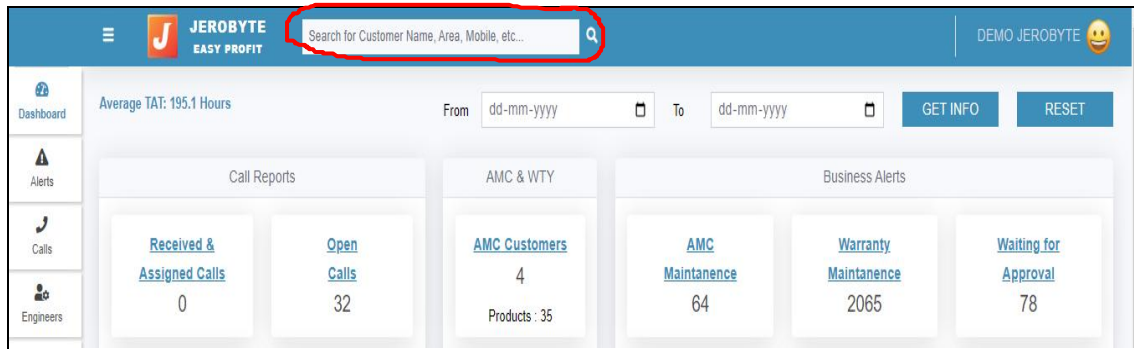 JEROBYTE
EASY PROFIT
Search for Customer Name, Area, Mobile, etc...
DEMO JEROBYTE
Dashboard
Alerts
Calls
Engineers
Average TAT: 195.1 Hours
From dd-mm-yyyy To dd-mm-yyyy GET INFO RESET
Call Reports
Received &
Assigned Calls
0
Open
Calls
32
AMC & WTY
AMC Customers
4
Products : 35
Business Alerts
AMC
Maintanence
64
Warranty
Maintanence
2065
Waiting for
Approval
78